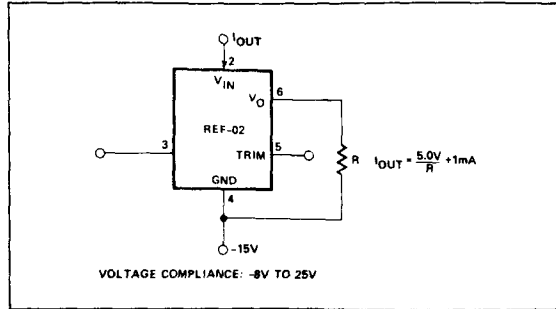 IOUT
2
VIN
6
VO
REF-02
3
5
TRIM
R
IOUT = 5.0V/R +1mA
GND
4
-15V
VOLTAGE COMPLIANCE: -8V TO 25V